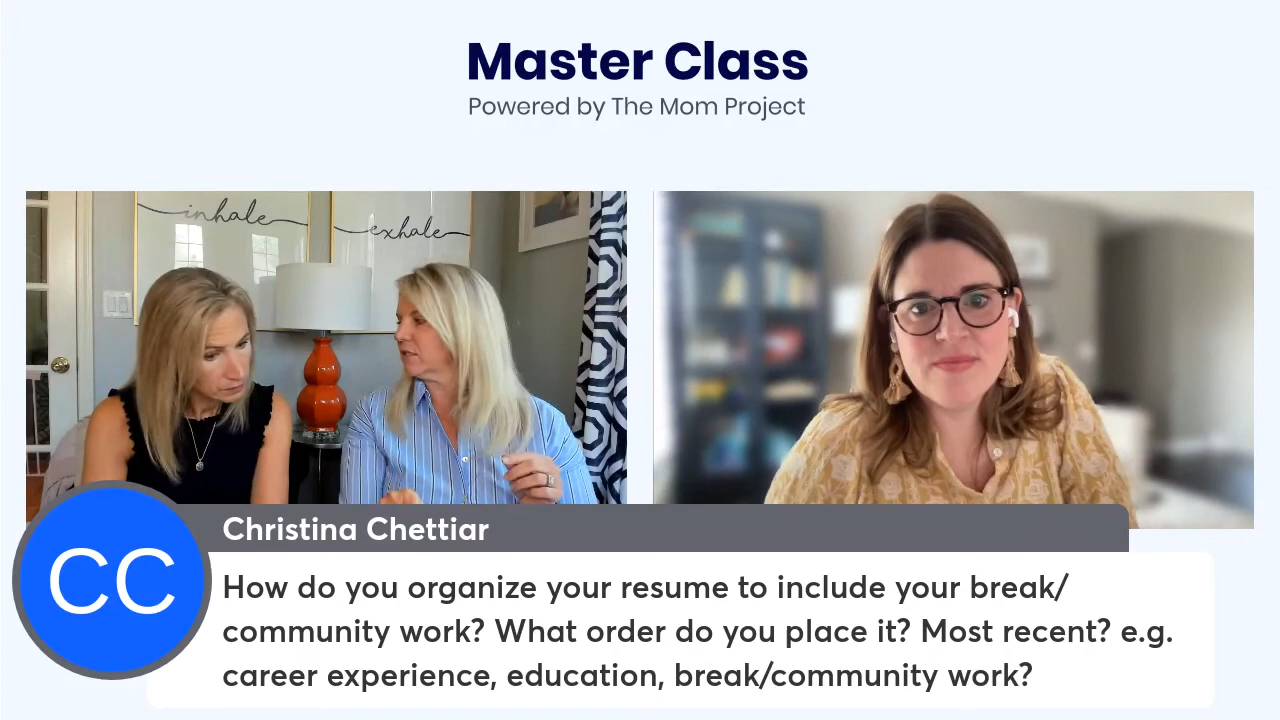 Master Class
Powered by The Mom Project
inhale
exhale
CC
Christina Chettiar
How do you organize your resume to include your break/
community work? What order do you place it? Most recent? e.g.
career experience, education, break/community work?